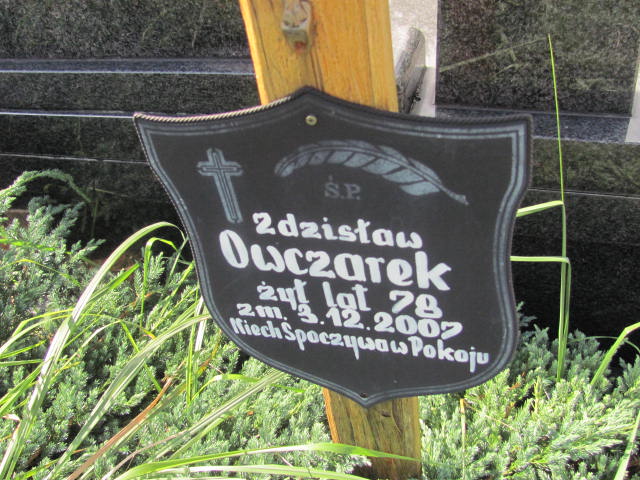 Ś.P.
Zdzisław
Owczarek
żył lat 78
zm. 3.12.2007
Niech Spoczywa w Pokoju